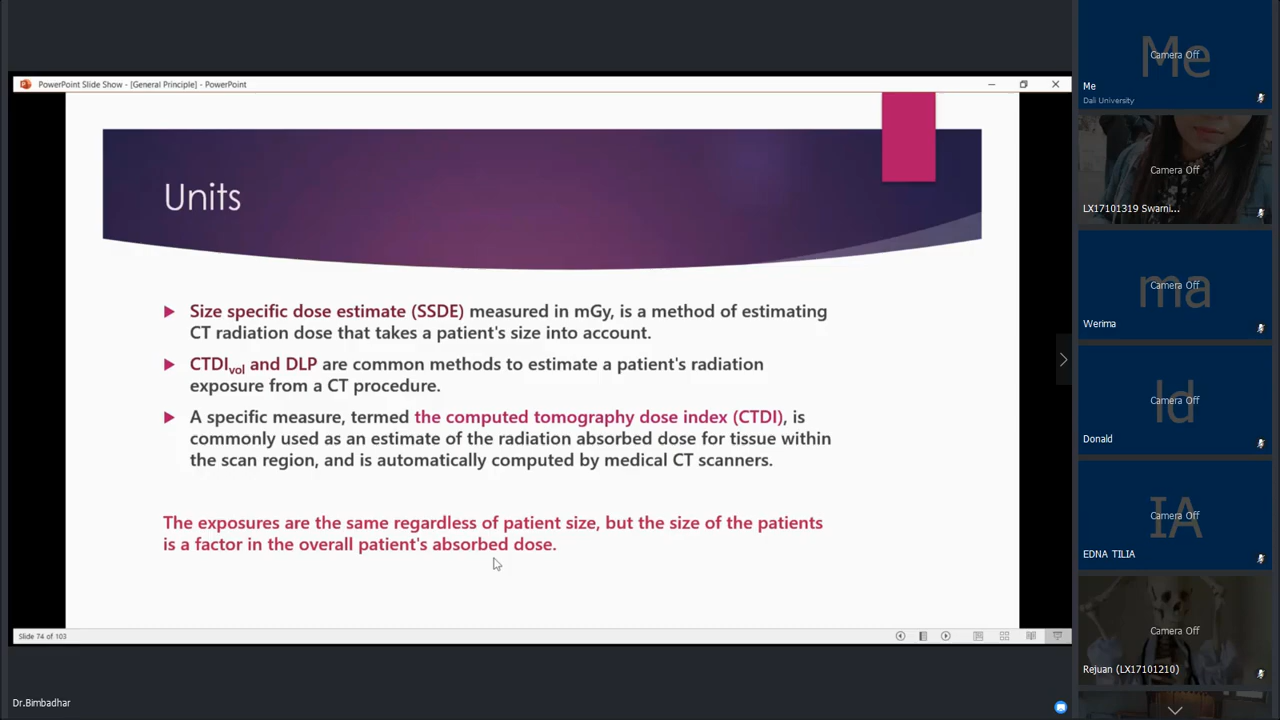 PowerPoint Slide Show - [General Principle] - PowerPoint
Units
Size specific dose estimate (SSDE) measured in mGy, is a method of estimating
CT radiation dose that takes a patient's size into account.
CTDIvol and DLP are common methods to estimate a patient's radiation
exposure from a CT procedure.
A specific measure, termed the computed tomography dose index (CTDI), is
commonly used as an estimate of the radiation absorbed dose for tissue within
the scan region, and is automatically computed by medical CT scanners.
The exposures are the same regardless of patient size, but the size of the patients
is a factor in the overall patient's absorbed dose.
Slide 74 of 103
Dr.Bimbadhar
Me
Camera Off
Me
Dali University
Camera Off
LX17101319 Swarni...
ma
Camera Off
Werima
ld
Camera Off
Donald
IA
Camera Off
EDNA TILIA
Camera Off
Rejuan (LX17101210)